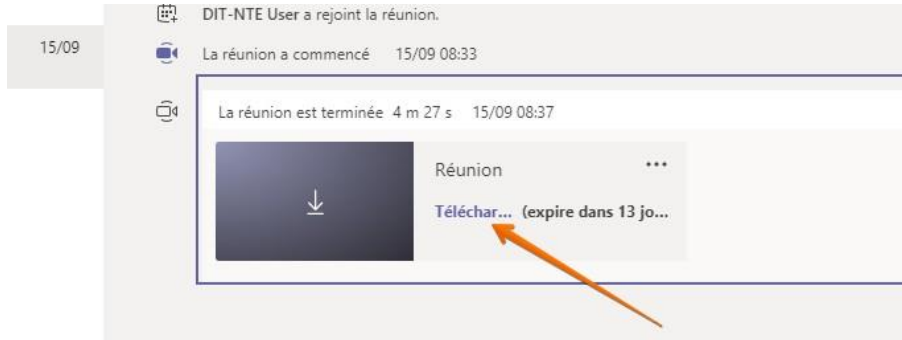 DIT-NTE User a rejoint la réunion.
15/09
La réunion a commencé 15/09 08:33
La réunion est terminée 4 m 27 s 15/09 08:37
Réunion ...
Téléchar... (expire dans 13 jo...